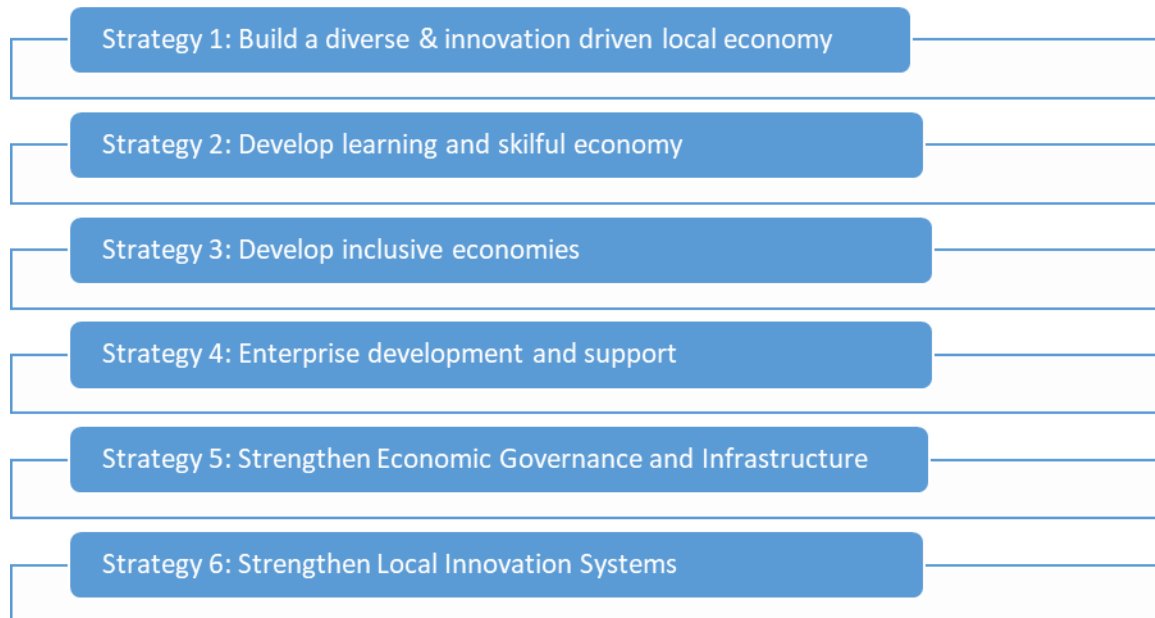 Strategy 1: Build a diverse & innovation driven local economy
Strategy 2: Develop learning and skilful economy
Strategy 3: Develop inclusive economies
Strategy 4: Enterprise development and support
Strategy 5: Strengthen Economic Governance and Infrastructure
Strategy 6: Strengthen Local Innovation Systems